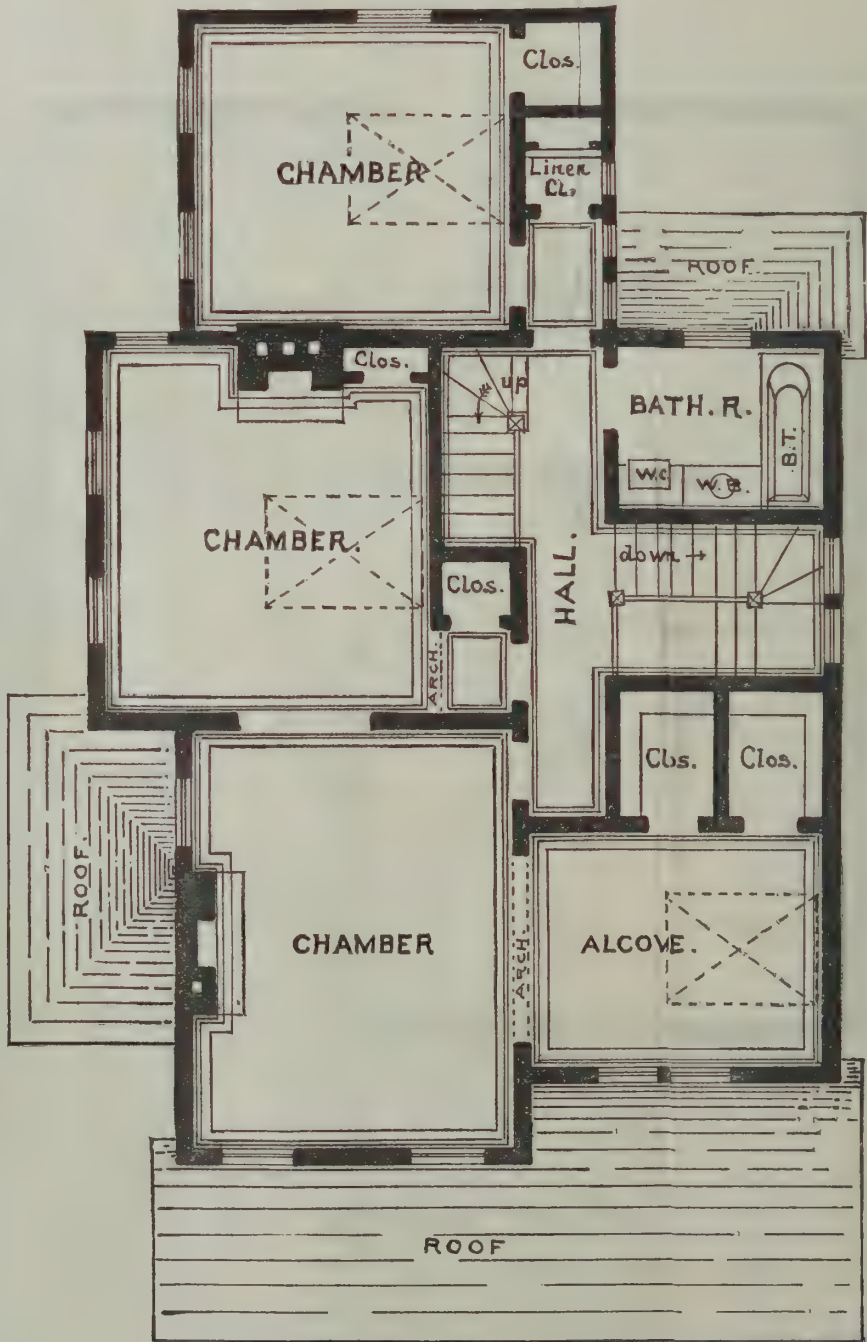 Clos.
CHAMBER
Linen
CL.
ROOF.
Clos.
up
BATH. R.
B.T.
W.C.
W.B.
CHAMBER.
HALL.
down →
Clos.
ARCH.
Clos.
Clos.
ROOF.
CHAMBER
ARCH.
ALCOVE.
ROOF